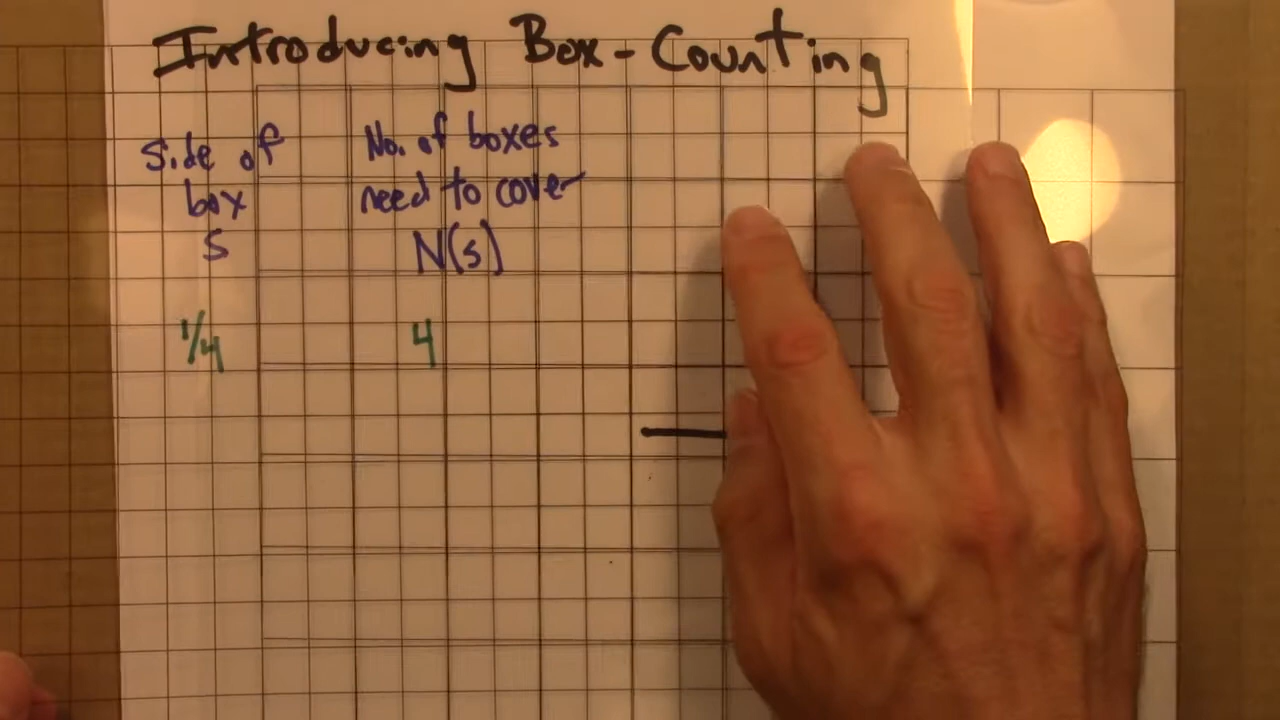 Introducing Box-Counting
Side of box
S
No. of boxes need to cover
N(s)
1/4 4